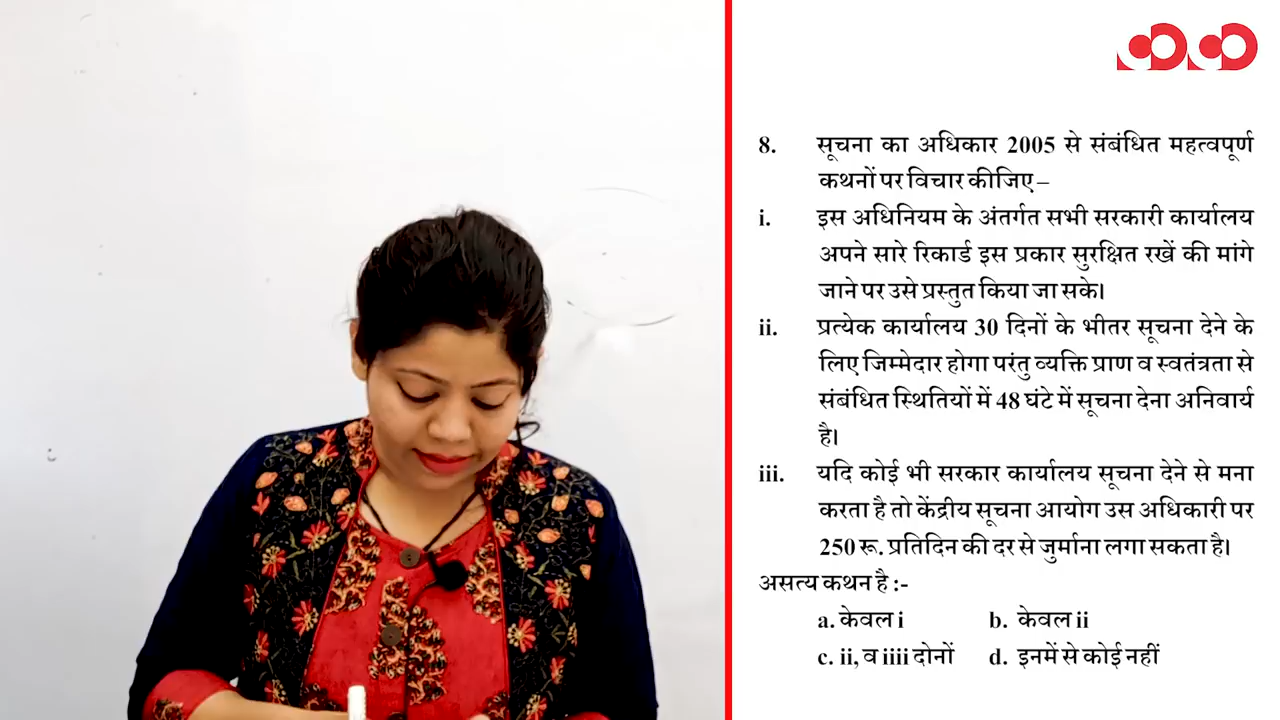 8. सूचना का अधिकार 2005 से संबंधित महत्वपूर्ण
कथनों पर विचार कीजिए –
i. इस अधिनियम के अंतर्गत सभी सरकारी कार्यालय
अपने सारे रिकार्ड इस प्रकार सुरक्षित रखें की मांगे
जाने पर उसे प्रस्तुत किया जा सके।
ii. प्रत्येक कार्यालय 30 दिनों के भीतर सूचना देने के
लिए जिम्मेदार होगा परंतु व्यक्ति प्राण व स्वतंत्रता से
संबंधित स्थितियों में 48 घंटे में सूचना देना अनिवार्य
है।
iii. यदि कोई भी सरकार कार्यालय सूचना देने से मना
करता है तो केंद्रीय सूचना आयोग उस अधिकारी पर
250 रू. प्रतिदिन की दर से जुर्माना लगा सकता है।
असत्य कथन है :-
a. केवल i b. केवल ii
c. ii, व iiii दोनों d. इनमें से कोई नहीं